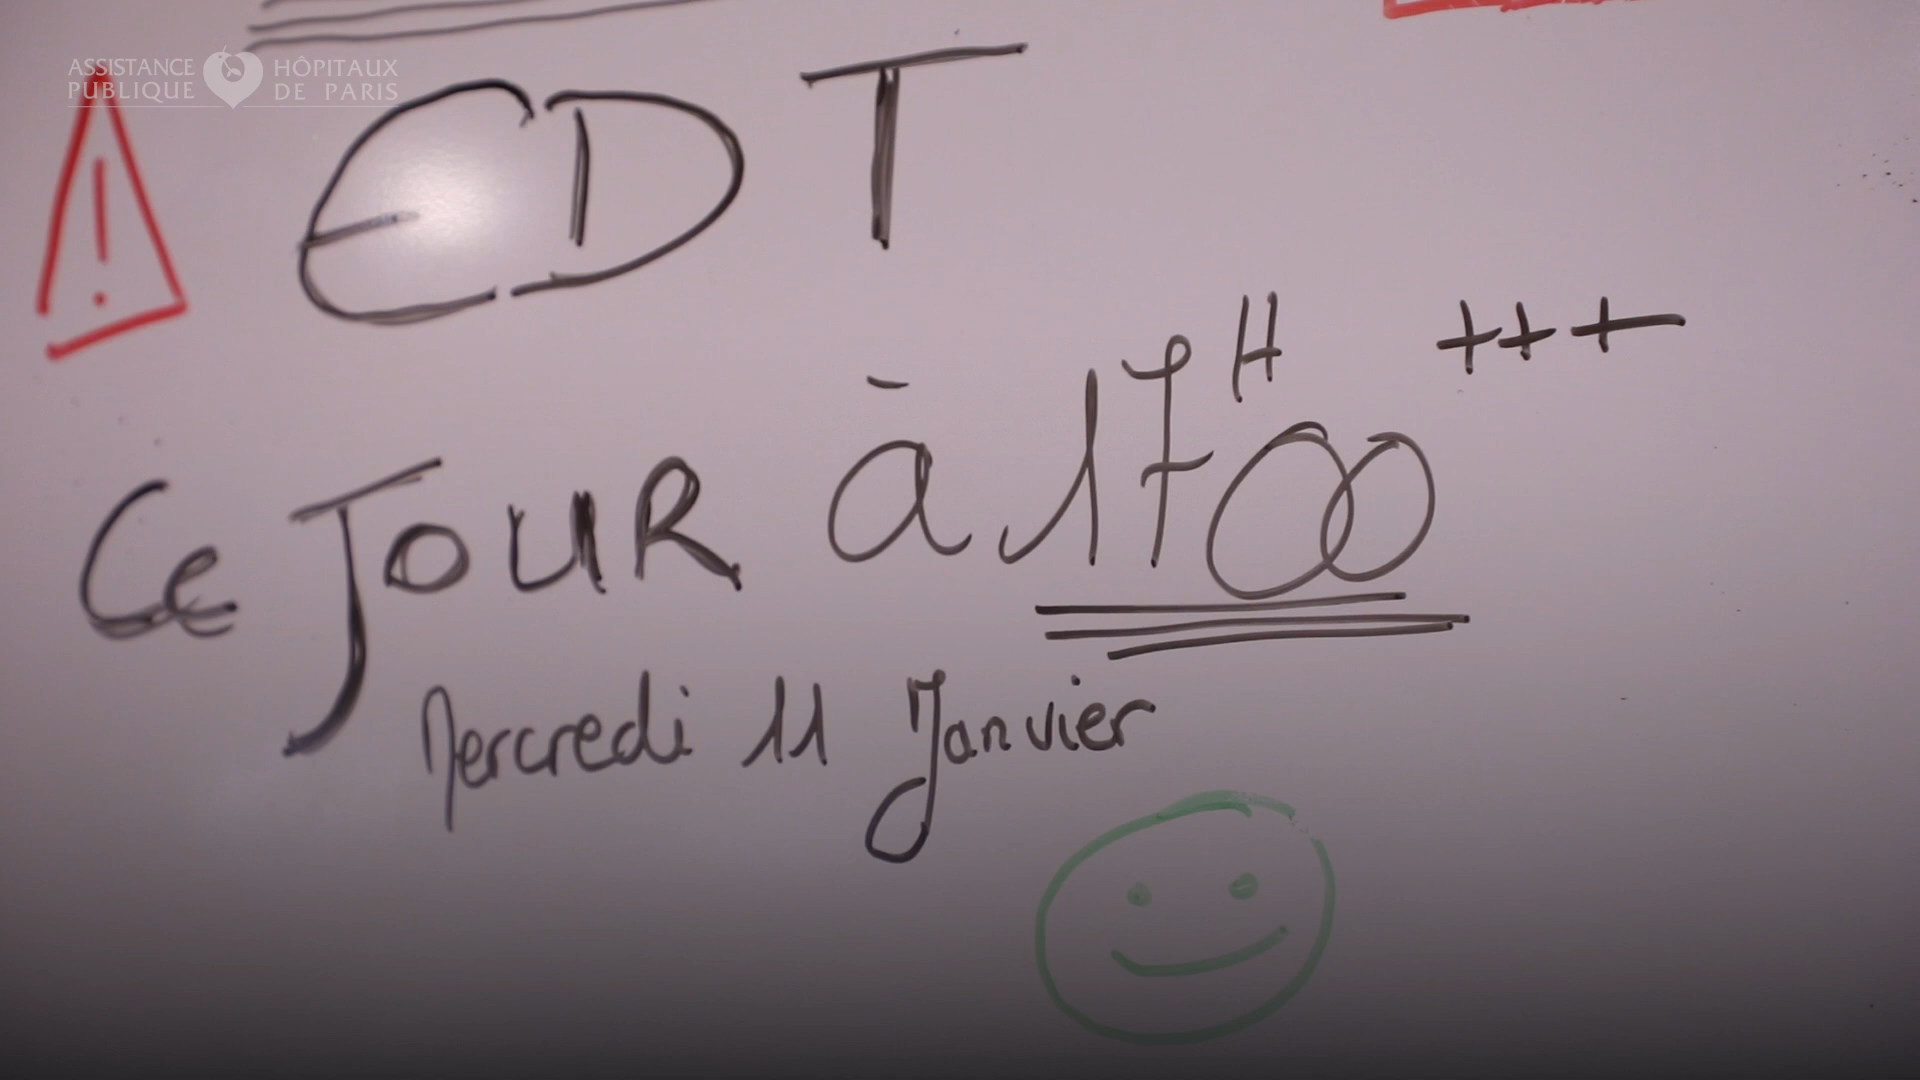 ASSISTANCE PUBLIQUE HÔPITAUX DE PARIS
! EDT
Ce JOUR à 17H00 +++
Mercredi 11 Janvier